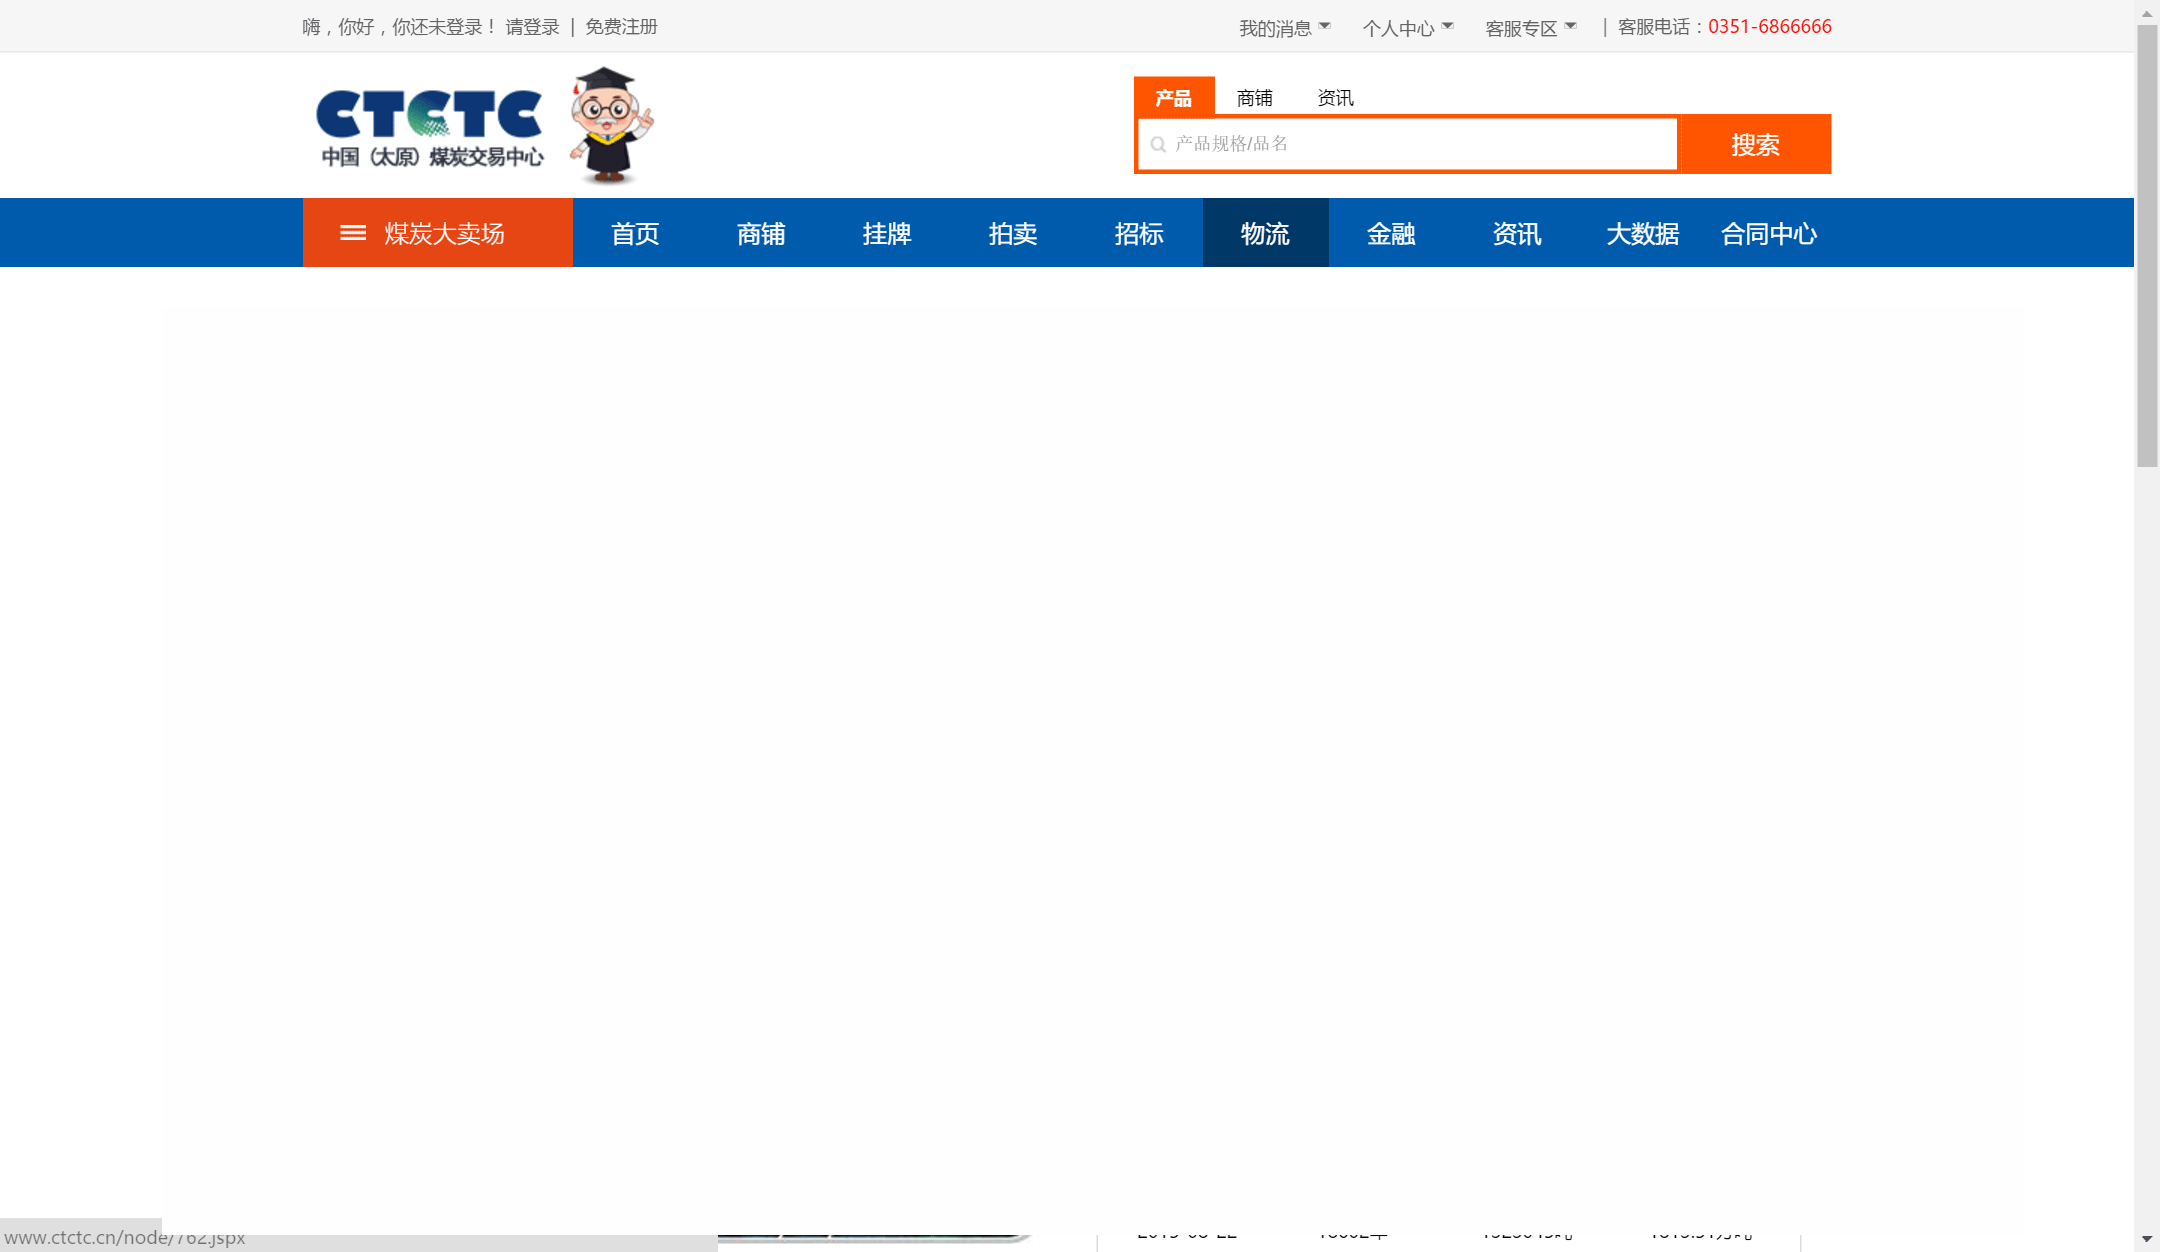 嗨，你好，你还未登录！ 请登录 | 免费注册
我的消息 个人中心 客服专区 | 客服电话：0351-6866666
CTCTC
中国（太原）煤炭交易中心
产品 商铺 资讯
产品规格/品名
搜索
煤炭大卖场 首页 商铺 挂牌 拍卖 招标 物流 金融 资讯 大数据 合同中心
www.ctctc.cn/node/762.jspx